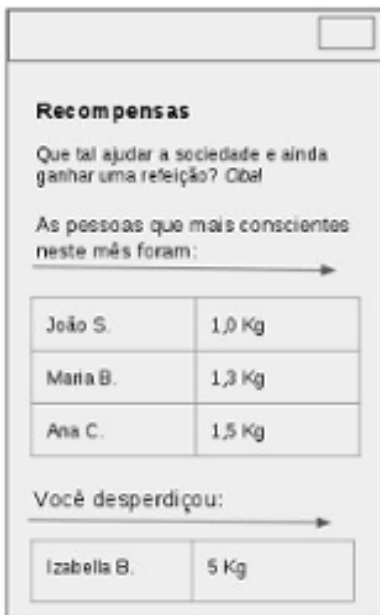 Recompensas
Que tal ajudar a sociedade e ainda
ganhar uma refeição? Oba!
As pessoas que mais conscientes
neste mês foram:
João S. 1,0 Kg
Maria B. 1,3 Kg
Ana C. 1,5 Kg
Você desperdiçou:
Izabella B. 5 Kg